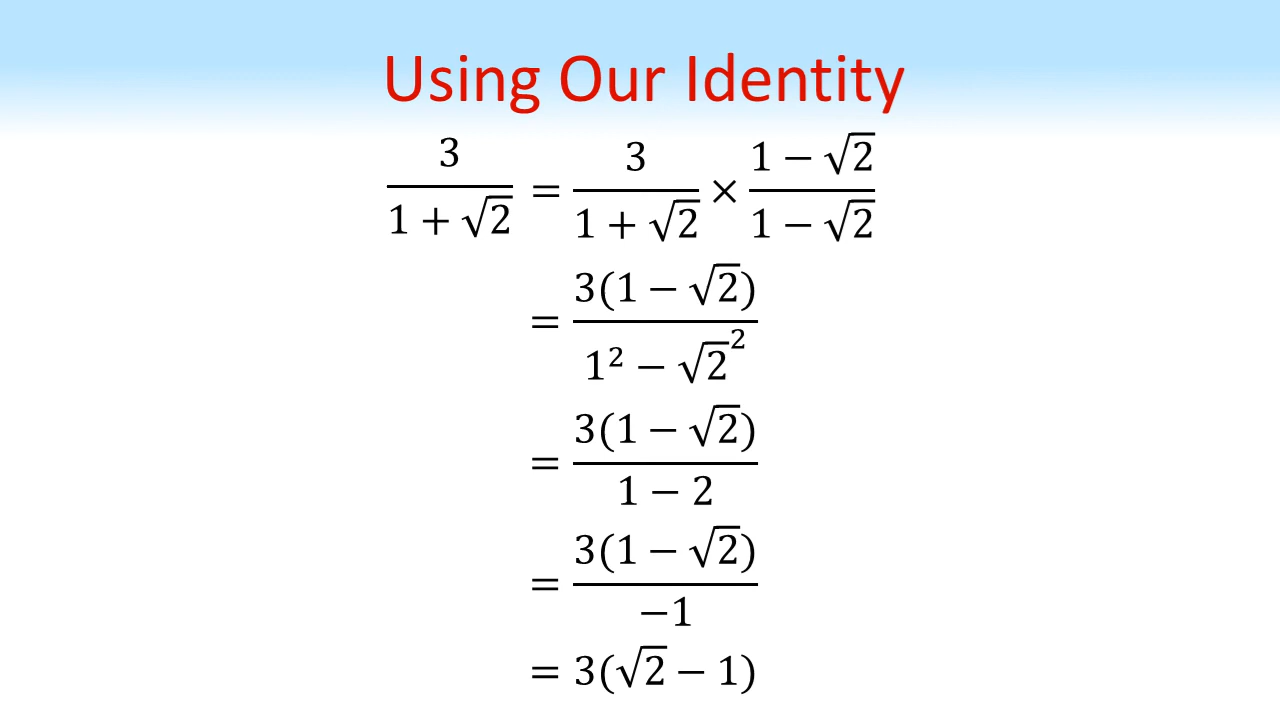 Using Our Identity
3/(1 + √2) = 3/(1 + √2) × (1 − √2)/(1 − √2)
= 3(1 − √2)/(1² − √2²)
= 3(1 − √2)/(1 − 2)
= 3(1 − √2)/(−1)
= 3(√2 − 1)